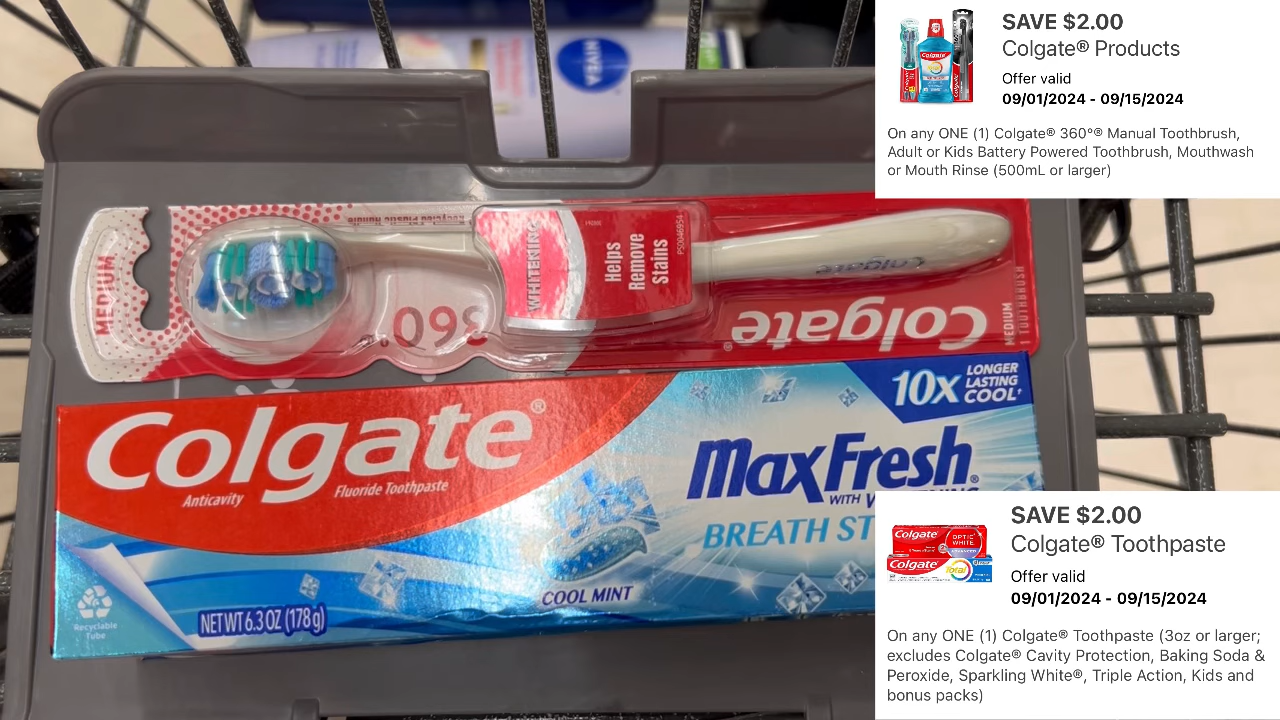 NIVEA
SAVE $2.00
Colgate® Products
Offer valid
09/01/2024 - 09/15/2024
On any ONE (1) Colgate® 360°® Manual Toothbrush,
Adult or Kids Battery Powered Toothbrush, Mouthwash
or Mouth Rinse (500mL or larger)
MEDIUM
360°
WHITENING
Helps
Remove
Stains
PS0046954
Colgate
Colgate®
MEDIUM
1 TOOTHBRUSH
Colgate®
Anticavity
Fluoride Toothpaste
10X LONGER
LASTING
COOL†
MaxFresh®
WITH
BREATH
COOL MINT
Recyclable
Tube
NET WT 6.3 OZ (178 g)
SAVE $2.00
Colgate® Toothpaste
Offer valid
09/01/2024 - 09/15/2024
On any ONE (1) Colgate® Toothpaste (3oz or larger;
excludes Colgate® Cavity Protection, Baking Soda &
Peroxide, Sparkling White®, Triple Action, Kids and
bonus packs)